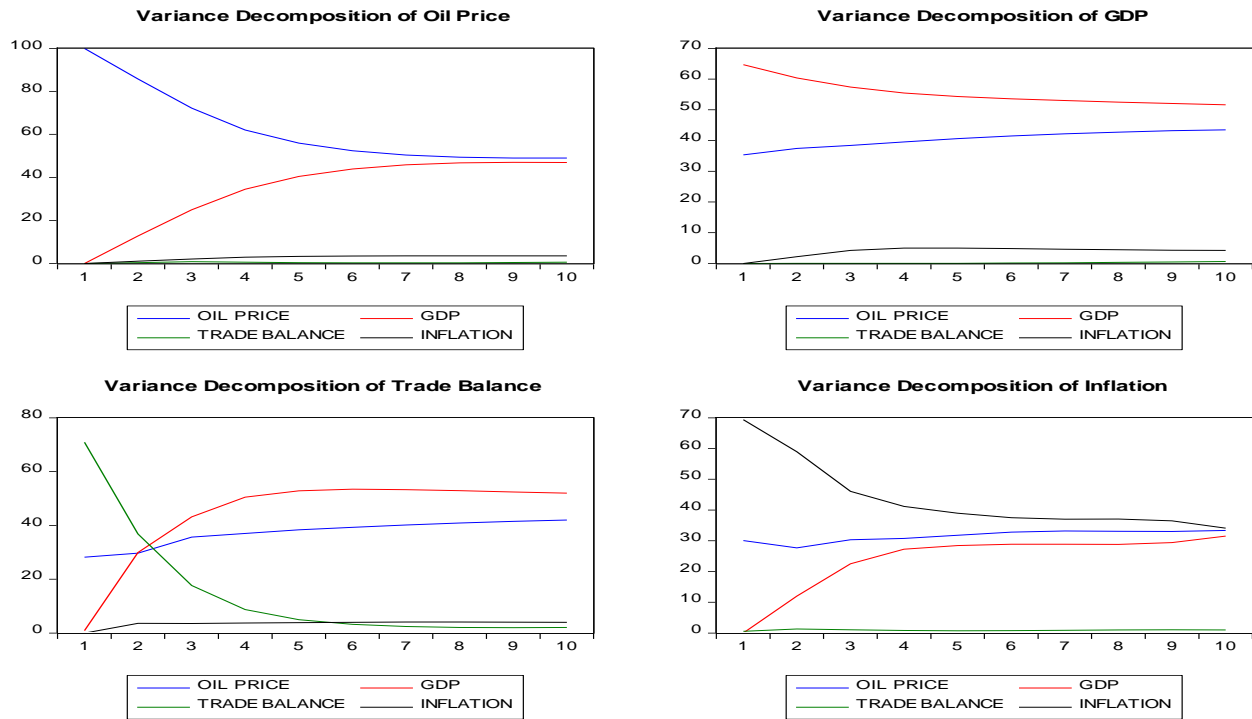 Variance Decomposition of Oil Price
100
80
60
40
20
0
1 2 3 4 5 6 7 8 9 10
OIL PRICE GDP
TRADE BALANCE INFLATION
Variance Decomposition of GDP
70
60
50
40
30
20
10
0
1 2 3 4 5 6 7 8 9 10
OIL PRICE GDP
TRADE BALANCE INFLATION
Variance Decomposition of Trade Balance
80
60
40
20
0
1 2 3 4 5 6 7 8 9 10
OIL PRICE GDP
TRADE BALANCE INFLATION
Variance Decomposition of Inflation
70
60
50
40
30
20
10
0
1 2 3 4 5 6 7 8 9 10
OIL PRICE GDP
TRADE BALANCE INFLATION